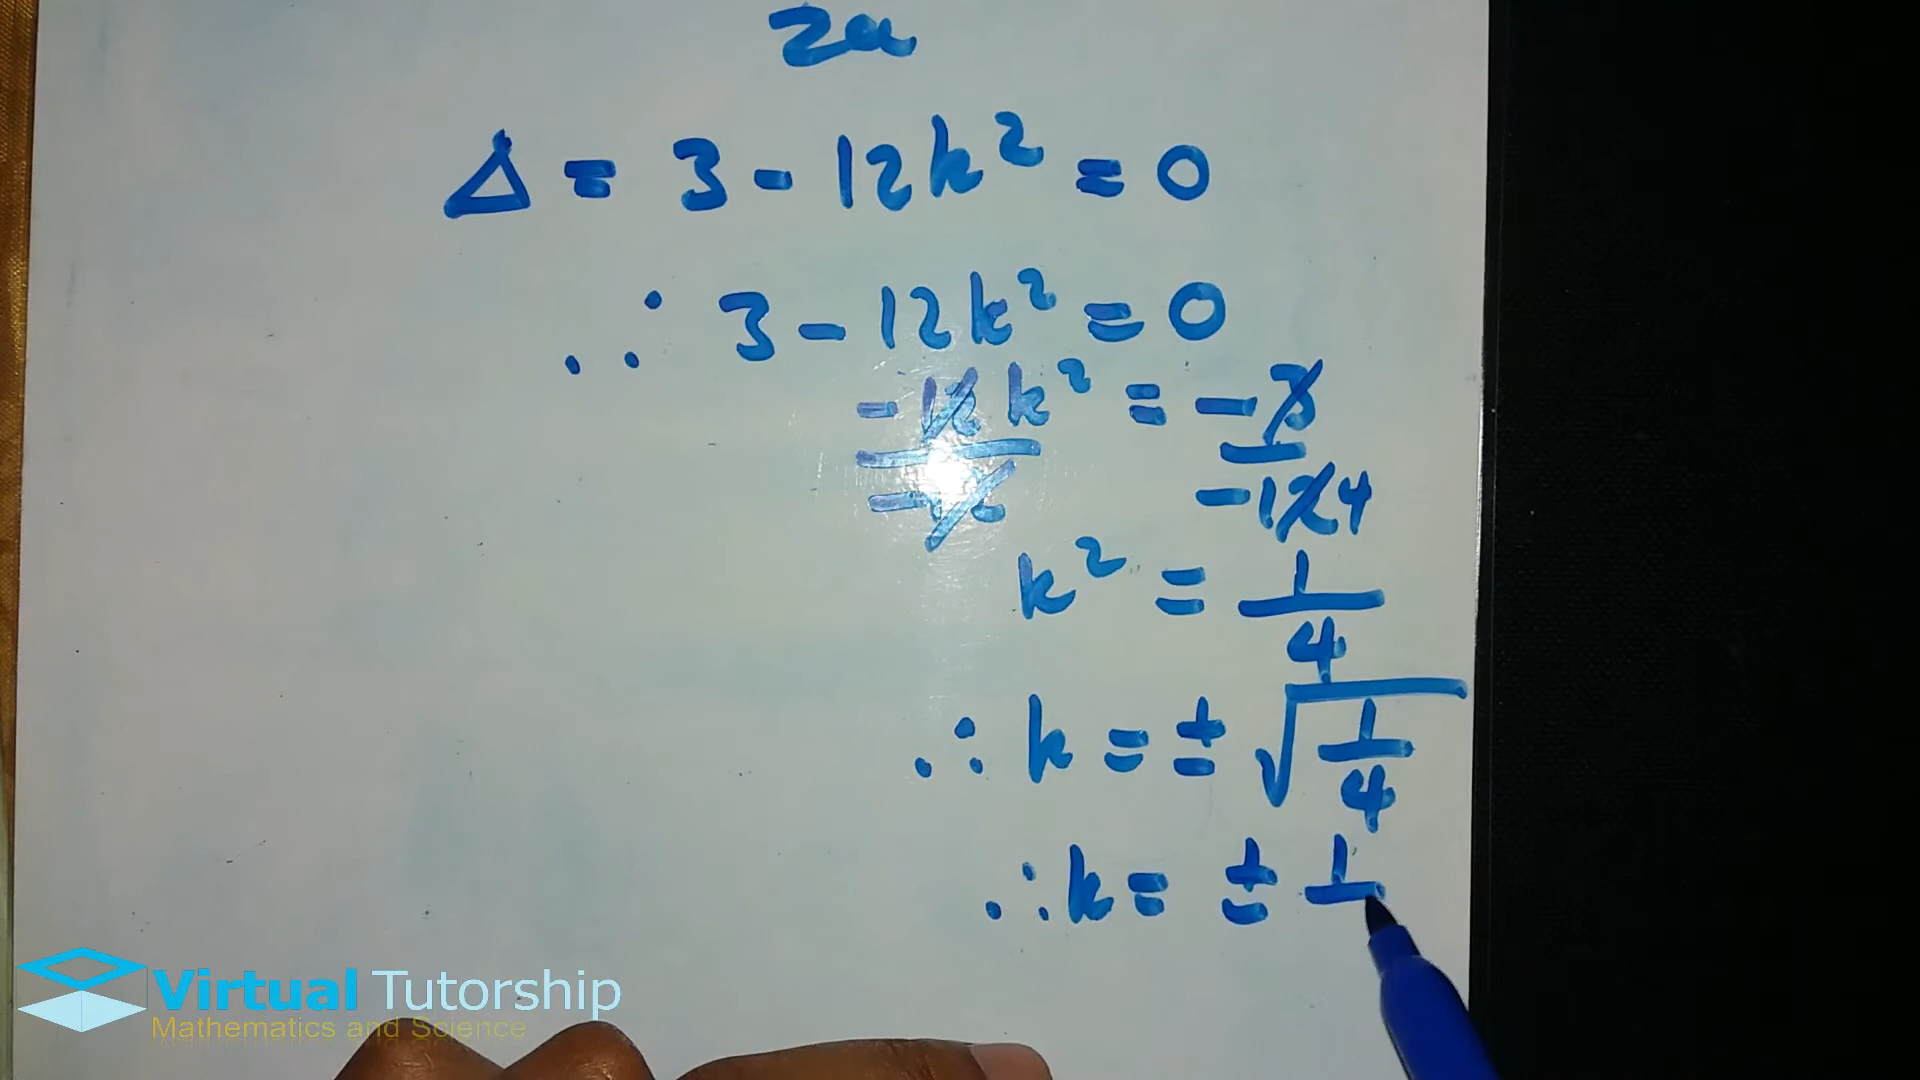 2a
Δ = 3 - 12k² = 0
∴ 3 - 12k² = 0
-12k² = -3
-12 -12 4
k² = 1/4
∴ k = ± √1/4
∴ k = ± 1
Virtual Tutorship
Mathematics and Science